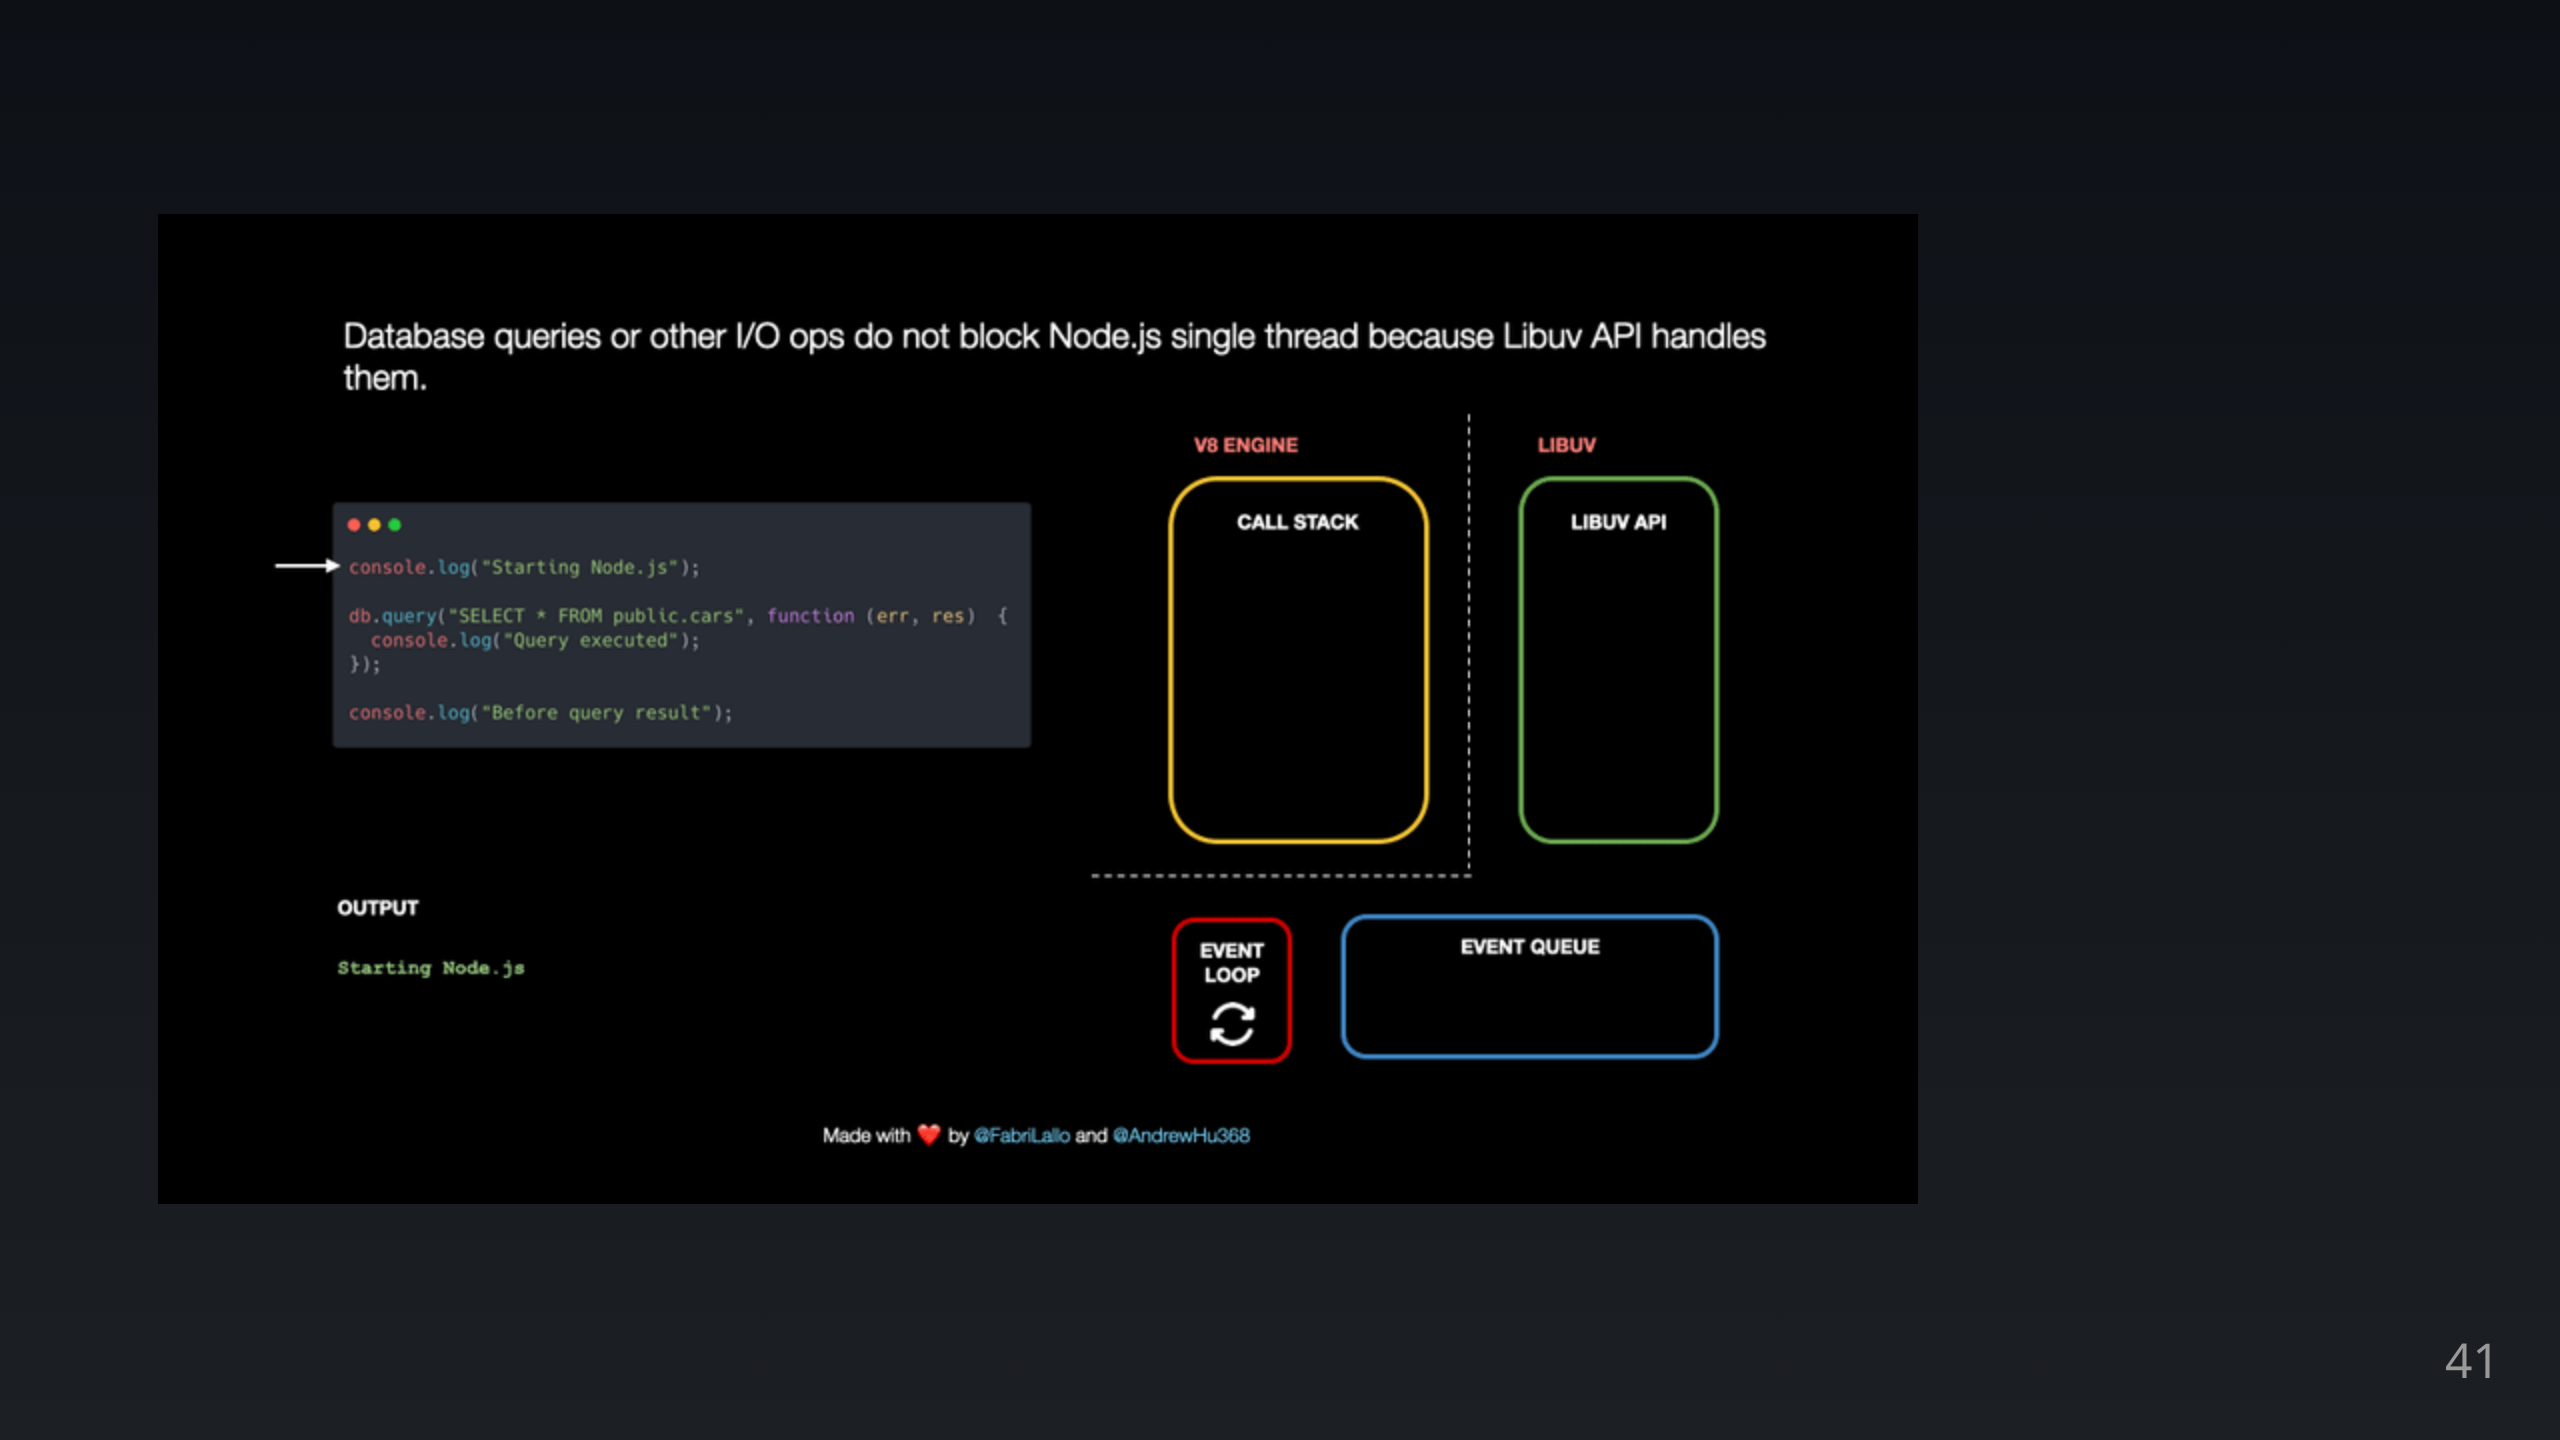 Database queries or other I/O ops do not block Node.js single thread because Libuv API handles
them.
V8 ENGINE
LIBUV
CALL STACK
LIBUV API
console.log("Starting Node.js");
db.query("SELECT * FROM public.cars", function (err, res)  {
  console.log("Query executed");
});
console.log("Before query result");
OUTPUT
Starting Node.js
EVENT
LOOP
EVENT QUEUE
Made with ❤️ by @FabriLallo and @AndrewHu368
41